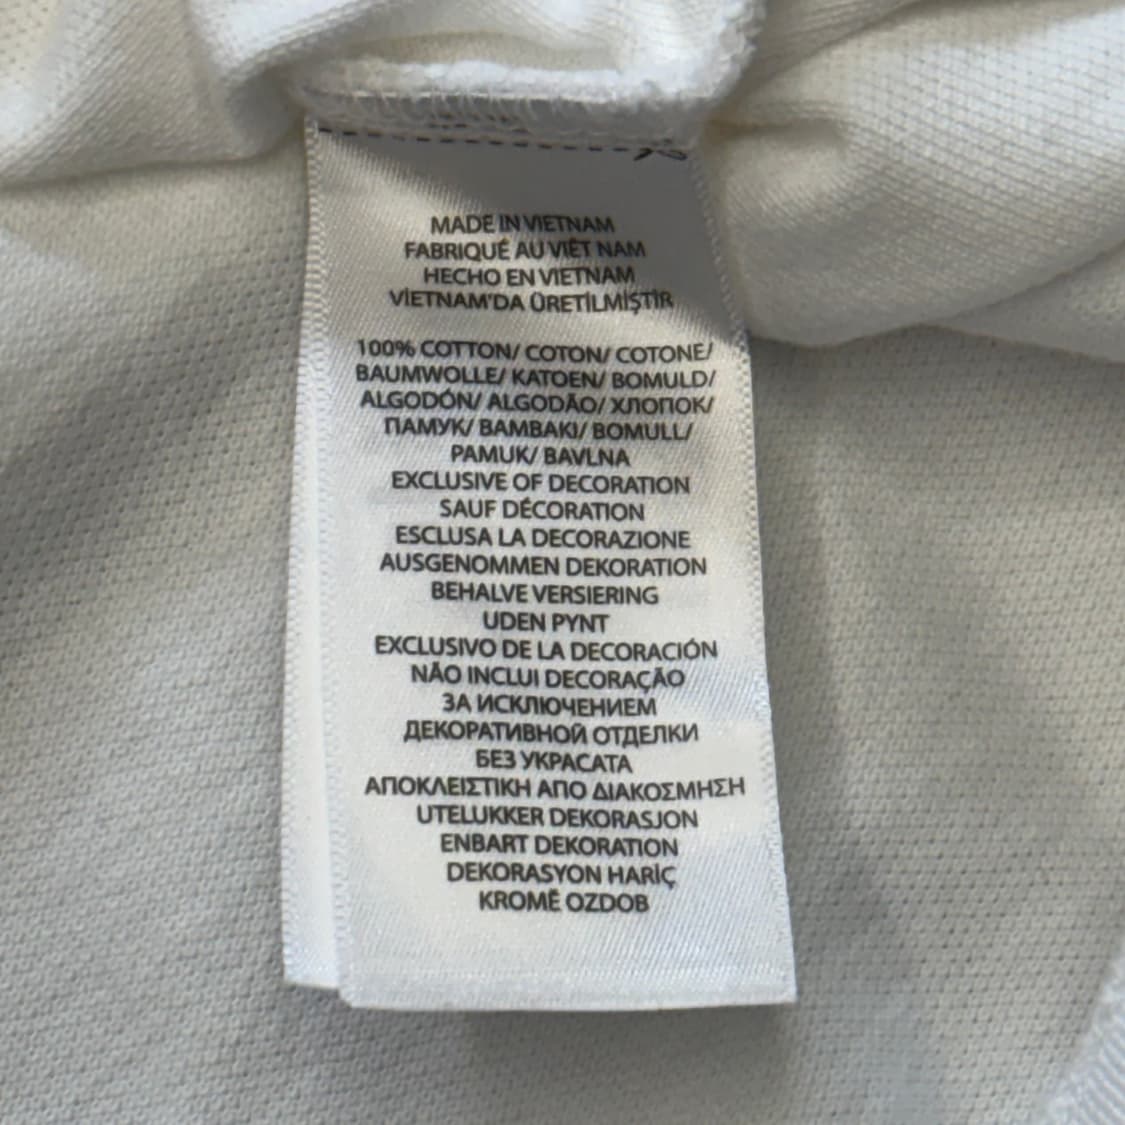 MADE IN VIETNAM
FABRIQUÉ AU VIÊT NAM
HECHO EN VIETNAM
VİETNAM'DA ÜRETİLMİŞTİR
100% COTTON/ COTON/ COTONE/
BAUMWOLLE/ KATOEN/ BOMULD/
ALGODÓN/ ALGODÃO/ ХЛОПОК/
ПАМУК/ BAMBAKI/ BOMULL/
PAMUK/ BAVLNA
EXCLUSIVE OF DECORATION
SAUF DÉCORATION
ESCLUSA LA DECORAZIONE
AUSGENOMMEN DEKORATION
BEHALVE VERSIERING
UDEN PYNT
EXCLUSIVO DE LA DECORACIÓN
NÃO INCLUI DECORAÇÃO
ЗА ИСКЛЮЧЕНИЕМ
ДЕКОРАТИВНОЙ ОТДЕЛКИ
БЕЗ УКРАСАТА
ΑΠΟΚΛΕΙΣΤΙΚΗ ΑΠΟ ΔΙΑΚΟΣΜΗΣΗ
UTELUKKER DEKORASJON
ENBART DEKORATION
DEKORASYON HARİÇ
KROMĚ OZDOB